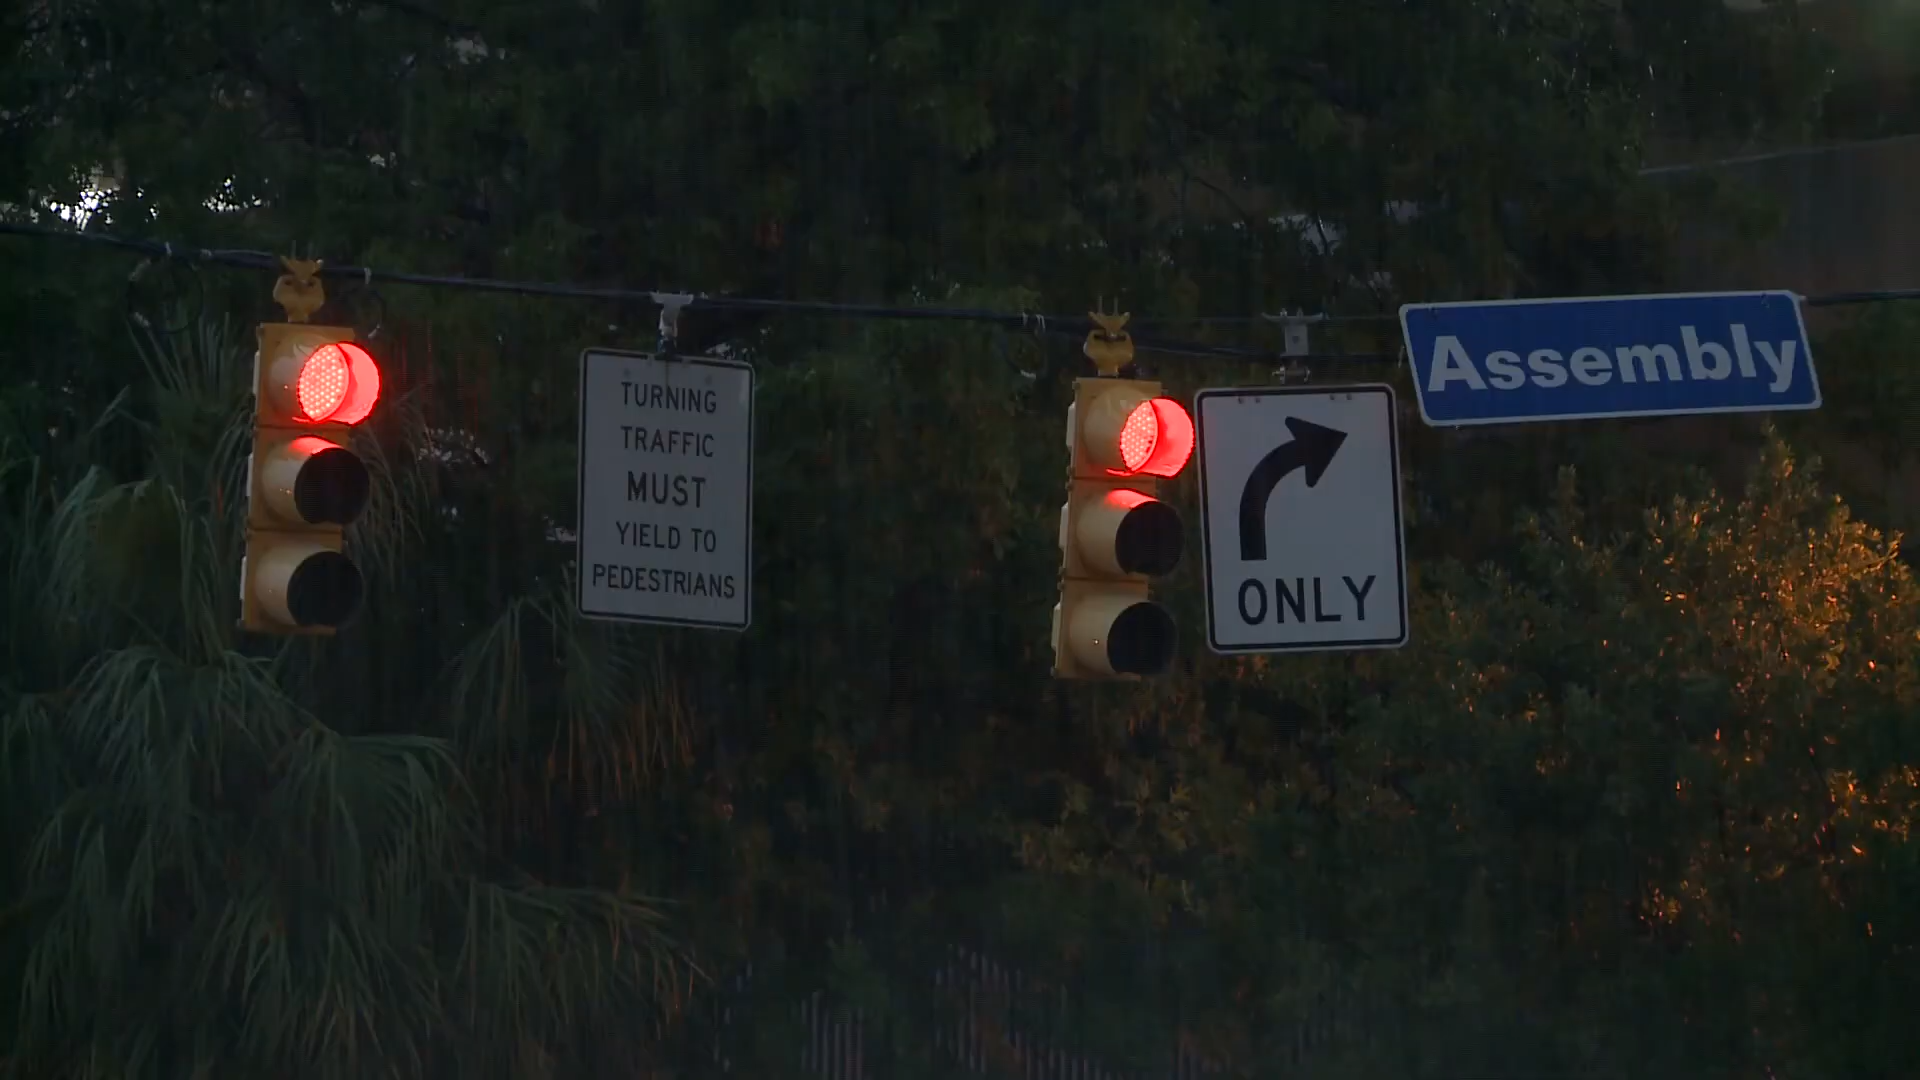 TURNING
TRAFFIC
MUST
YIELD TO
PEDESTRIANS
ONLY
Assembly